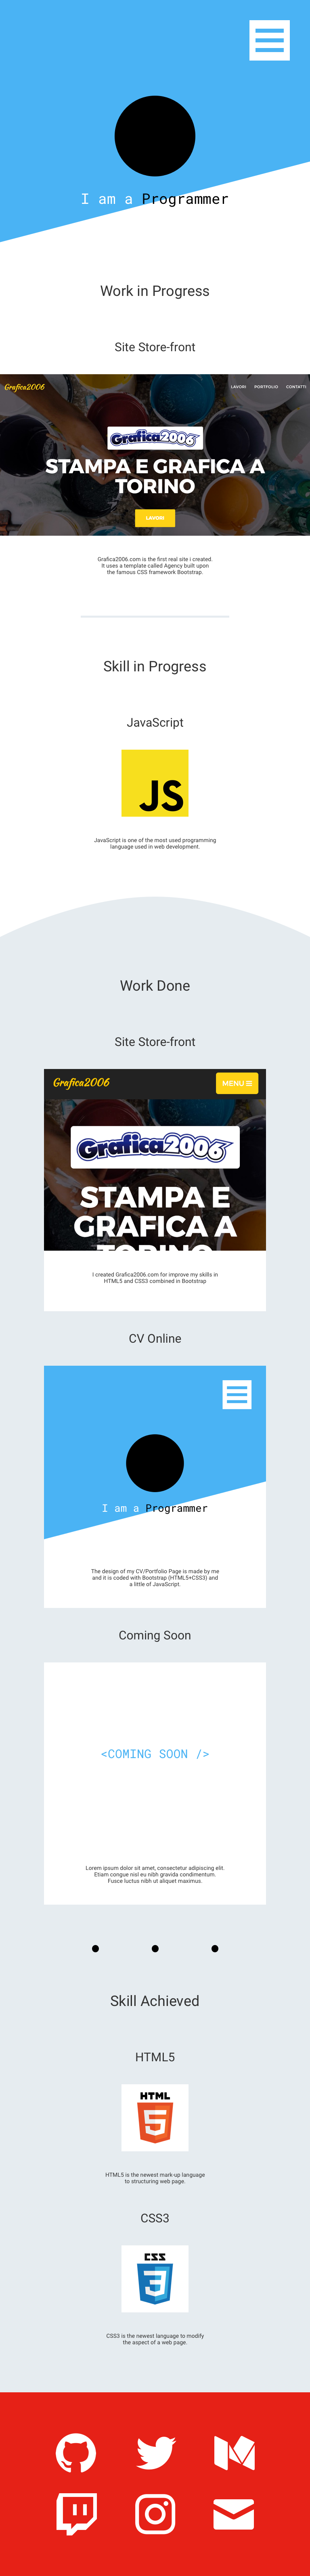 I am a Programmer
Work in Progress
Site Store-front
Grafica2006
LAVORI PORTFOLIO CONTATTI
Grafica2006
STAMPA E GRAFICA A
TORINO
LAVORI
Grafica2006.com is the first real site i created.
It uses a template called Agency built upon
the famous CSS framework Bootstrap.
Skill in Progress
JavaScript
JS
JavaScript is one of the most used programming
language used in web development.
Work Done
Site Store-front
Grafica2006
MENU
Grafica2006
STAMPA E
GRAFICA A
TORINO
I created Grafica2006.com for improve my skills in
HTML5 and CSS3 combined in Bootstrap
CV Online
I am a Programmer
The design of my CV/Portfolio Page is made by me
and it is coded with Bootstrap (HTML5+CSS3) and
a little of JavaScript.
Coming Soon
<COMING SOON />
Lorem ipsum dolor sit amet, consectetur adipiscing elit.
Etiam congue nisl eu nibh gravida condimentum.
Fusce luctus nibh ut aliquet maximus.
Skill Achieved
HTML5
HTML
5
HTML5 is the newest mark-up language
to structuring web page.
CSS3
CSS
3
CSS3 is the newest language to modify
the aspect of a web page.